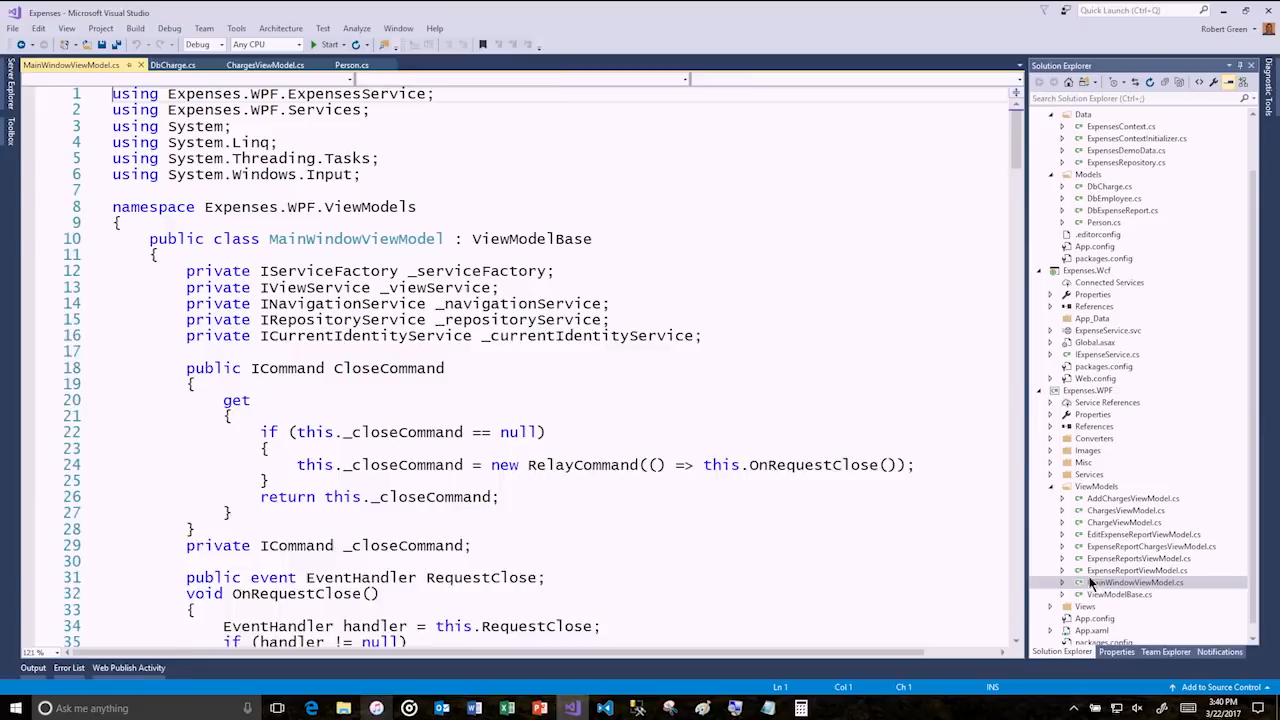 Expenses - Microsoft Visual Studio
Quick Launch (Ctrl+Q)
File Edit View Project Build Debug Team Tools Architecture Test Analyze Window Help
Robert Green
Debug Any CPU Start
MainWindowViewModel.cs DbCharge.cs ChargesViewModel.cs Person.cs
Server Explorer
Toolbox
1 using Expenses.WPF.ExpensesService;
2 using Expenses.WPF.Services;
3 using System;
4 using System.Linq;
5 using System.Threading.Tasks;
6 using System.Windows.Input;
7
8 namespace Expenses.WPF.ViewModels
9 {
10 public class MainWindowViewModel : ViewModelBase
11 {
12 private IServiceFactory _serviceFactory;
13 private IViewService _viewService;
14 private INavigationService _navigationService;
15 private IRepositoryService _repositoryService;
16 private ICurrentIdentityService _currentIdentityService;
17
18 public ICommand CloseCommand
19 {
20 get
21 {
22 if (this._closeCommand == null)
23 {
24 this._closeCommand = new RelayCommand(() => this.OnRequestClose());
25 }
26 return this._closeCommand;
27 }
28 }
29 private ICommand _closeCommand;
30
31 public event EventHandler RequestClose;
32 void OnRequestClose()
33 {
34 EventHandler handler = this.RequestClose;
35 if (handler != null)
121 %
Solution Explorer
Search Solution Explorer (Ctrl+;)
Data
ExpensesContext.cs
ExpensesContextInitializer.cs
ExpensesDemoData.cs
ExpensesRepository.cs
Models
DbCharge.cs
DbEmployee.cs
DbExpenseReport.cs
Person.cs
.editorconfig
App.config
packages.config
Expenses.Wcf
Connected Services
Properties
References
App_Data
ExpenseService.svc
Global.asax
IExpenseService.cs
packages.config
Web.config
Expenses.WPF
Service References
Properties
References
Converters
Images
Misc
Services
ViewModels
AddChargesViewModel.cs
ChargesViewModel.cs
ChargeViewModel.cs
EditExpenseReportViewModel.cs
ExpenseReportChargesViewModel.cs
ExpenseReportsViewModel.cs
ExpenseReportViewModel.cs
MainWindowViewModel.cs
ViewModelBase.cs
Views
App.config
App.xaml
packages.config
Solution Explorer Properties Team Explorer Notifications
Diagnostic Tools
Output Error List Web Publish Activity
Ln 1 Col 1 Ch 1 INS Add to Source Control
Ask me anything
3:40 PM
3/22/2017